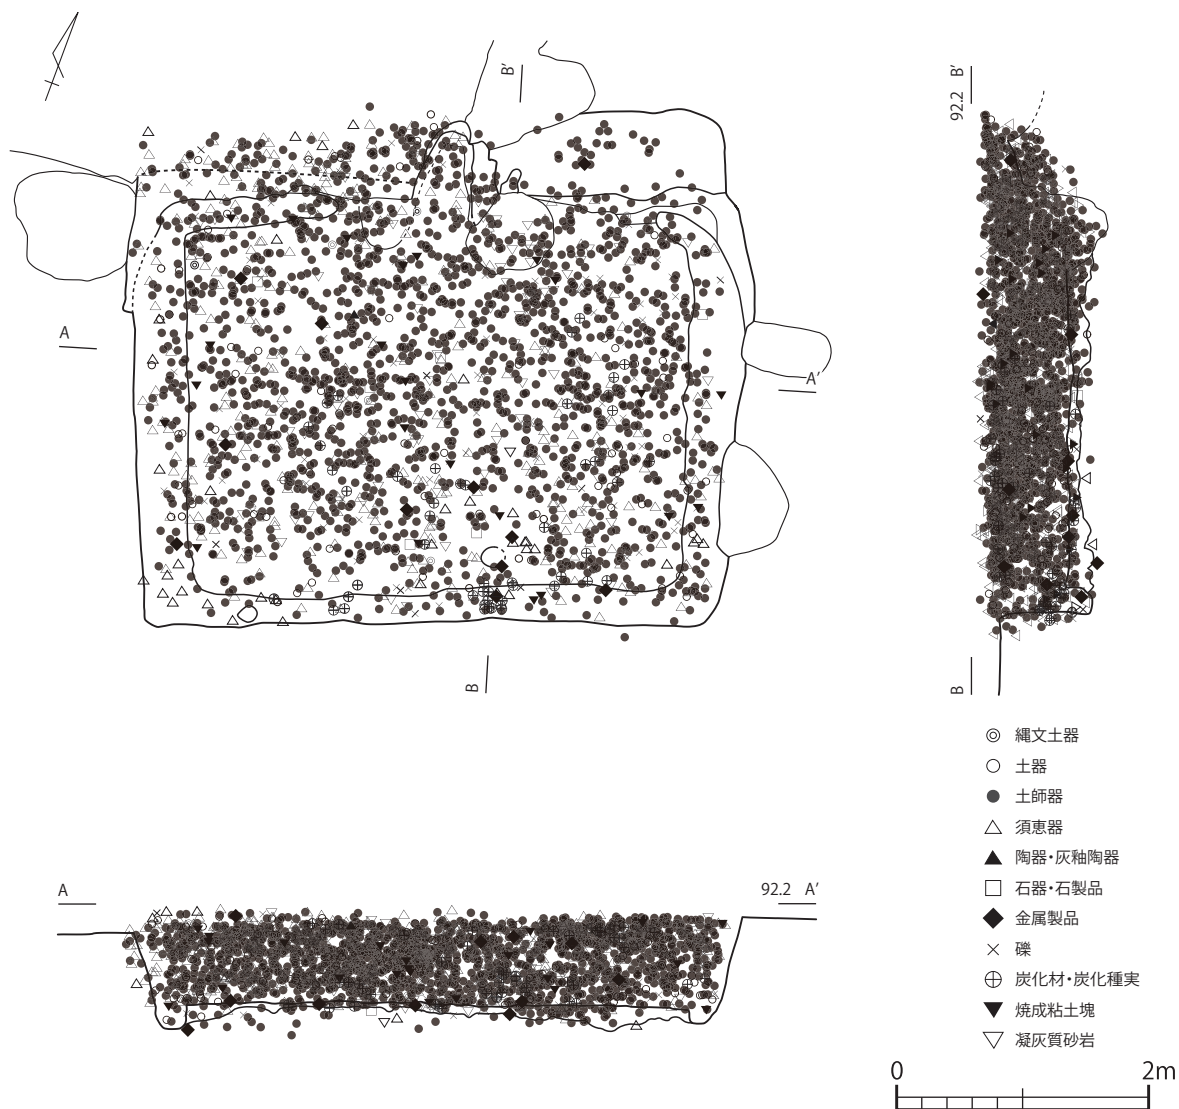 B'
A
A'
B
B'
92.2
B
縄文土器
土器
土師器
須恵器
陶器・灰釉陶器
石器・石製品
金属製品
礫
炭化材・炭化種実
焼成粘土塊
凝灰質砂岩
A
92.2 A'
0 2m